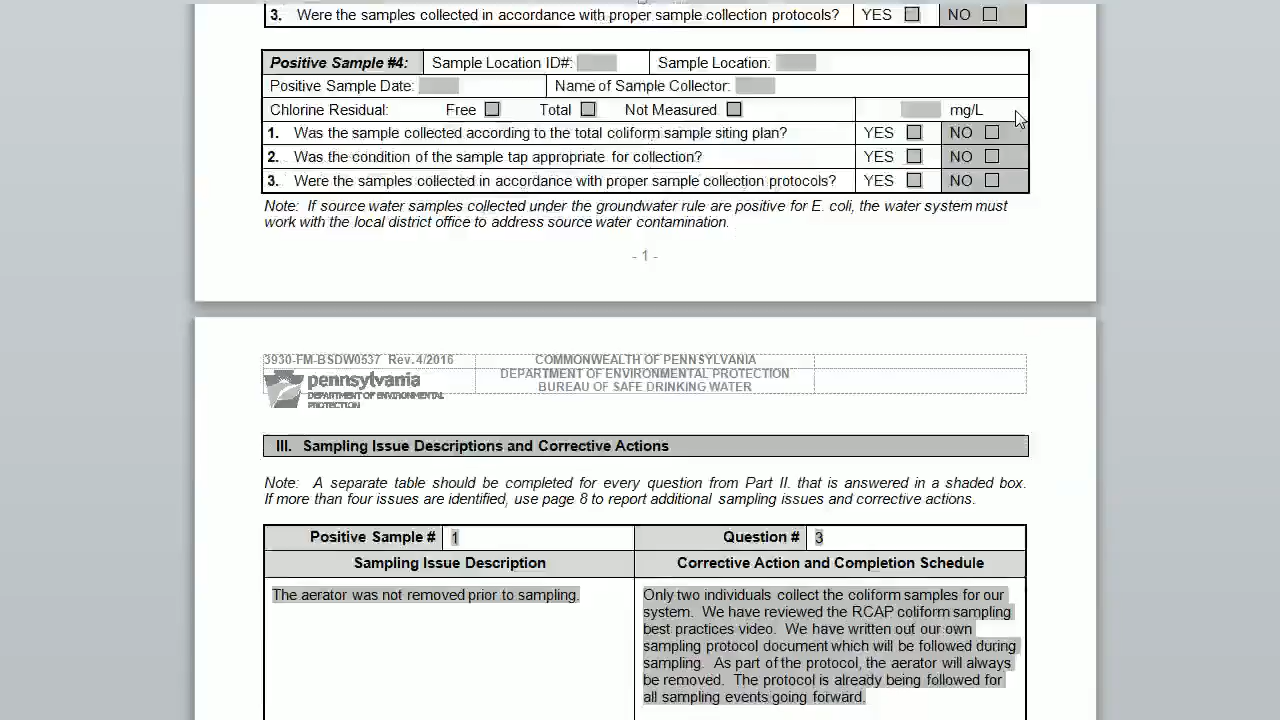 3. Were the samples collected in accordance with proper sample collection protocols? YES NO
Positive Sample #4: Sample Location ID#: Sample Location:
Positive Sample Date: Name of Sample Collector:
Chlorine Residual: Free Total Not Measured mg/L
1. Was the sample collected according to the total coliform sample siting plan? YES NO
2. Was the condition of the sample tap appropriate for collection? YES NO
3. Were the samples collected in accordance with proper sample collection protocols? YES NO
Note: If source water samples collected under the groundwater rule are positive for E. coli, the water system must
work with the local district office to address source water contamination.
- 1 -
3930-FM-BSDW0537 Rev. 4/2016
pennsylvania
DEPARTMENT OF ENVIRONMENTAL
PROTECTION
COMMONWEALTH OF PENNSYLVANIA
DEPARTMENT OF ENVIRONMENTAL PROTECTION
BUREAU OF SAFE DRINKING WATER
III. Sampling Issue Descriptions and Corrective Actions
Note: A separate table should be completed for every question from Part II. that is answered in a shaded box.
If more than four issues are identified, use page 8 to report additional sampling issues and corrective actions.
Positive Sample # 1 Question # 3
Sampling Issue Description Corrective Action and Completion Schedule
The aerator was not removed prior to sampling.
Only two individuals collect the coliform samples for our
system. We have reviewed the RCAP coliform sampling
best practices video. We have written out our own
sampling protocol document which will be followed during
sampling. As part of the protocol, the aerator will always
be removed. The protocol is already being followed for
all sampling events going forward.